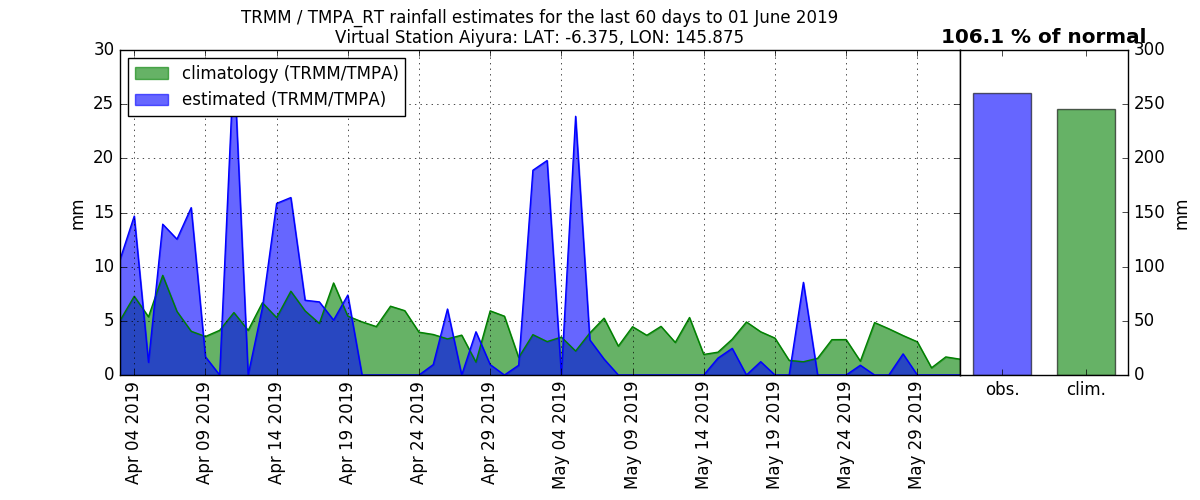 TRMM / TMPA_RT rainfall estimates for the last 60 days to 01 June 2019
Virtual Station Aiyura: LAT: -6.375, LON: 145.875
106.1 % of normal
climatology (TRMM/TMPA)
estimated (TRMM/TMPA)
30
25
20
15
10
5
0
mm
300
250
200
150
100
50
0
mm
Apr 04 2019
Apr 09 2019
Apr 14 2019
Apr 19 2019
Apr 24 2019
Apr 29 2019
May 04 2019
May 09 2019
May 14 2019
May 19 2019
May 24 2019
May 29 2019
obs.
clim.